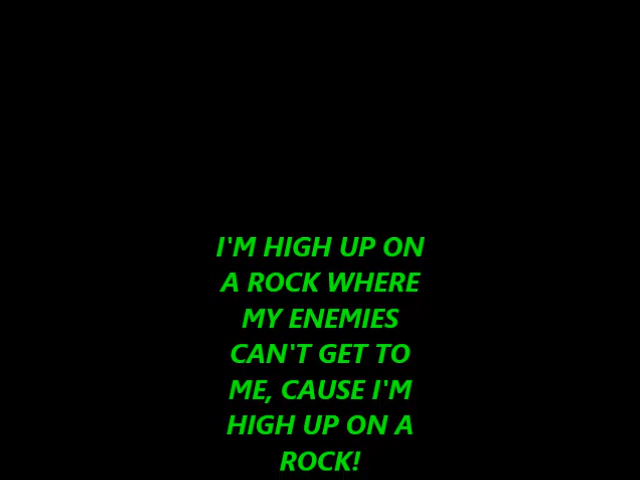 I'M HIGH UP ON
A ROCK WHERE
MY ENEMIES
CAN'T GET TO
ME, CAUSE I'M
HIGH UP ON A
ROCK!